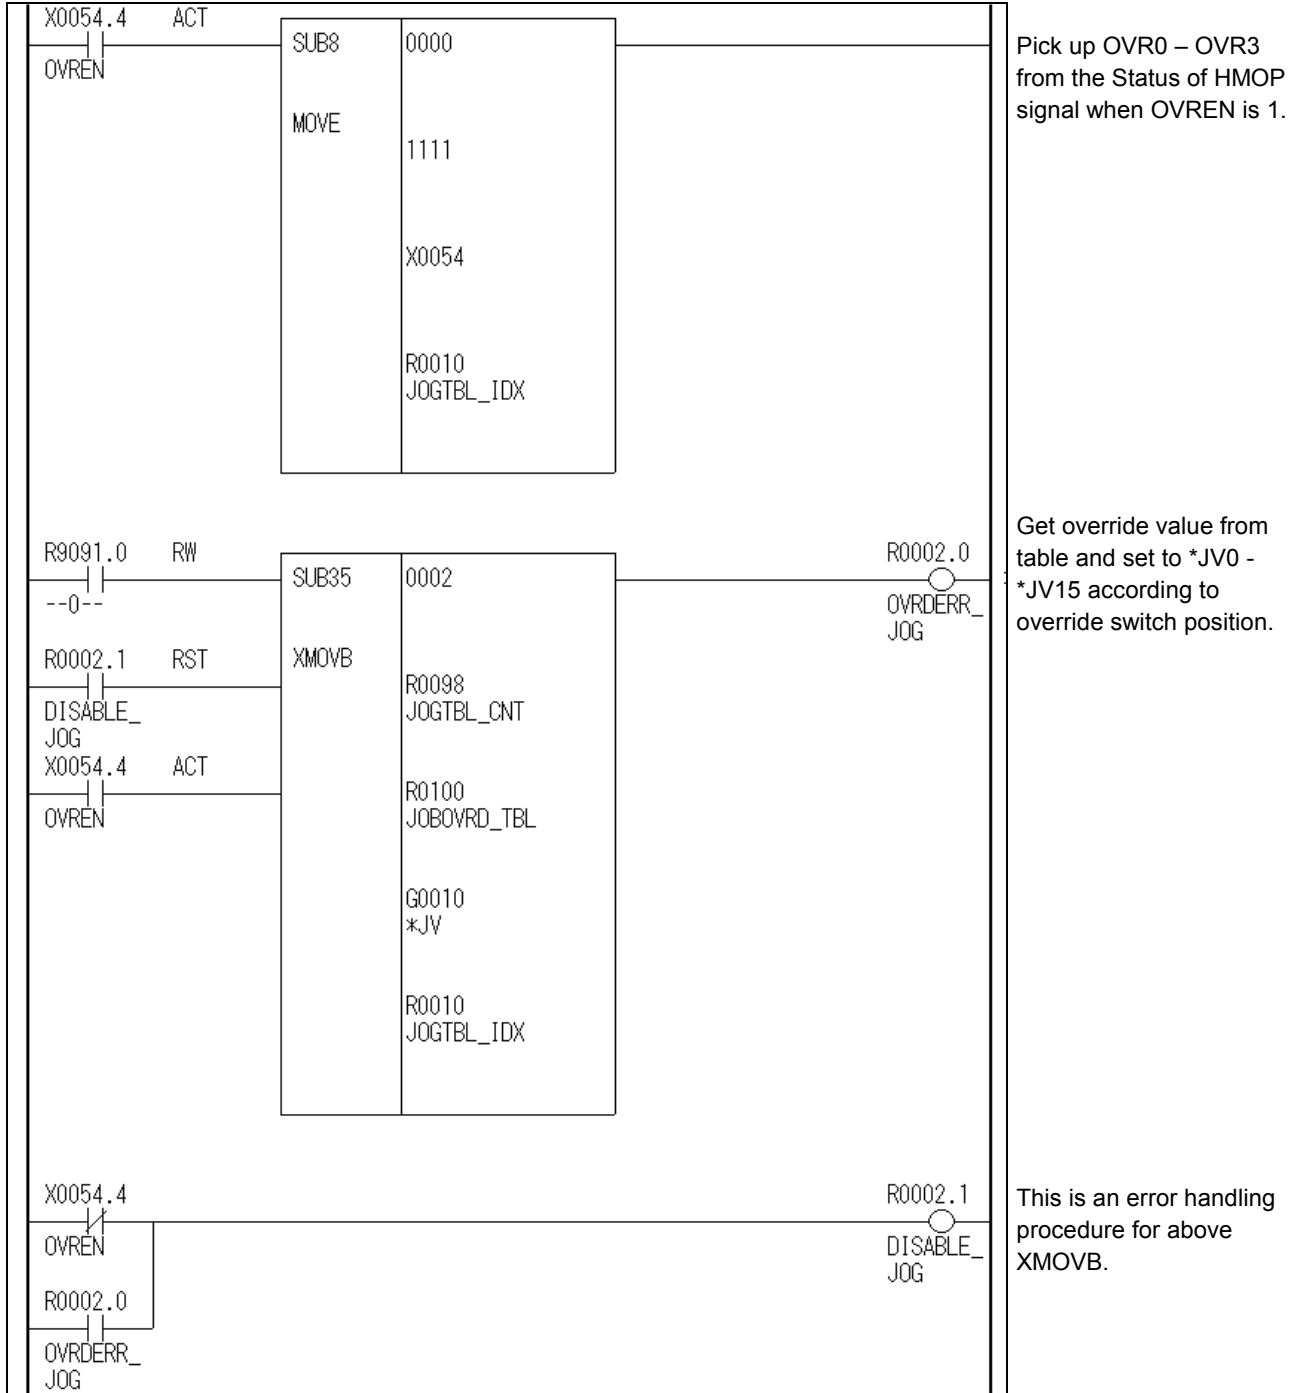 X0054.4 ACT
OVREN
SUB8 0000
MOVE
1111
X0054
R0010
JOGTBL_IDX
Pick up OVR0 – OVR3
from the Status of HMOP
signal when OVREN is 1.
R9091.0 RW
--0--
R0002.1 RST
DISABLE_
JOG
X0054.4 ACT
OVREN
SUB35 0002
XMOVB
R0098
JOGTBL_CNT
R0100
JOBOVRD_TBL
G0010
*JV
R0010
JOGTBL_IDX
R0002.0
OVRDERR_
JOG
Get override value from
table and set to *JV0 -
*JV15 according to
override switch position.
X0054.4
OVREN
R0002.0
OVRDERR_
JOG
R0002.1
DISABLE_
JOG
This is an error handling
procedure for above
XMOVB.